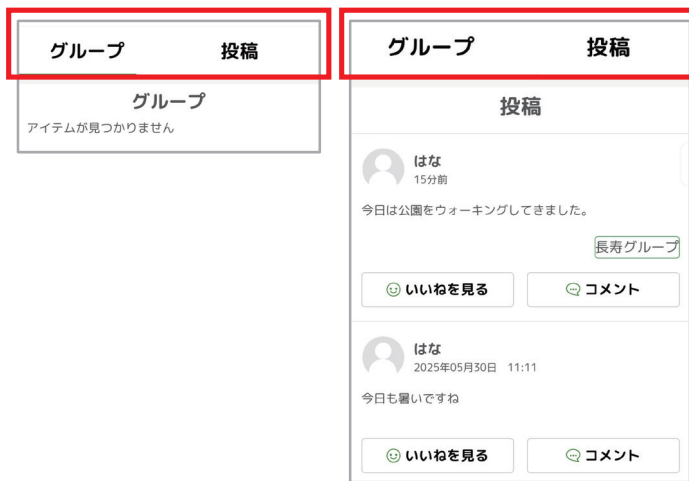 グループ 投稿
グループ
アイテムが見つかりません
グループ 投稿
投稿
はな
15分前
今日は公園をウォーキングしてきました。
長寿グループ
いいねを見る コメント
はな
2025年05月30日 11:11
今日も暑いですね
いいねを見る コメント